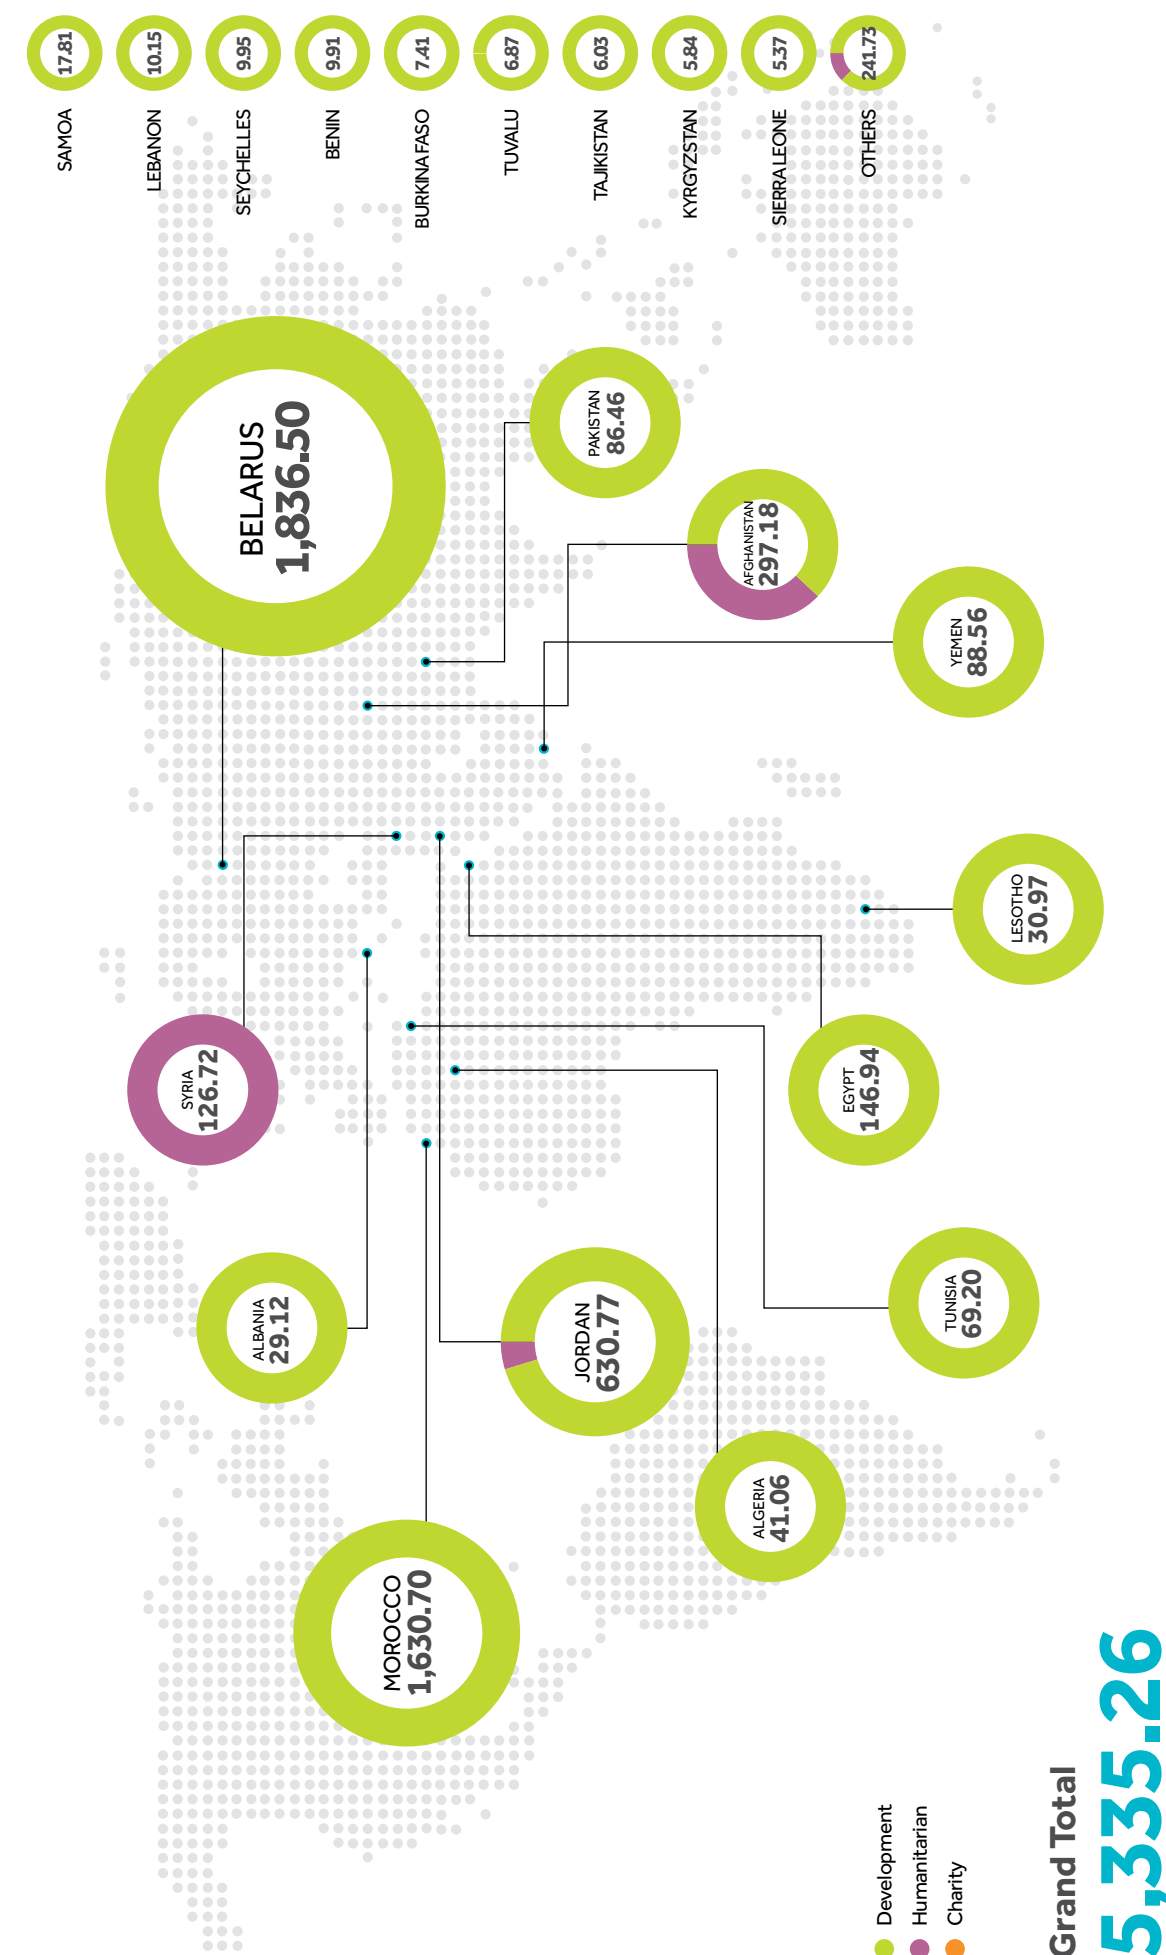 BELARUS
1,836.50
PAKISTAN
86.46
AFGHANISTAN
297.18
YEMEN
88.56
SYRIA
126.72
LESOTHO
30.97
ALBANIA
29.12
EGYPT
146.94
JORDAN
630.77
TUNISIA
69.20
MOROCCO
1,630.70
ALGERIA
41.06
SAMOA
17.81
LEBANON
10.15
SEYCHELLES
9.95
BENIN
9.91
BURKINA FASO
7.41
TUVALU
6.87
TAJIKISTAN
6.03
KYRGYZSTAN
5.84
SIERRA LEONE
5.37
OTHERS
241.73
Development
Humanitarian
Charity
Grand Total
5,335.26